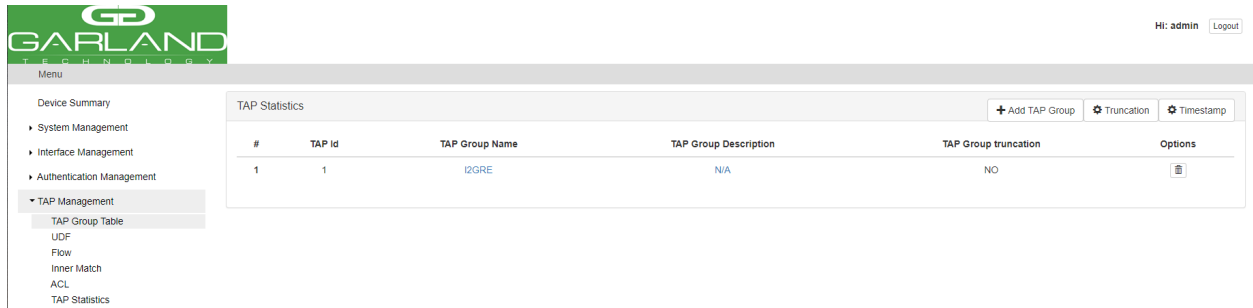 GARLAND
TECHNOLOGY
Hi: admin Logout
Menu
Device Summary
System Management
Interface Management
Authentication Management
TAP Management
TAP Group Table
UDF
Flow
Inner Match
ACL
TAP Statistics
TAP Statistics
Add TAP Group Truncation Timestamp
# TAP Id TAP Group Name TAP Group Description TAP Group truncation Options
1 1 l2GRE N/A NO